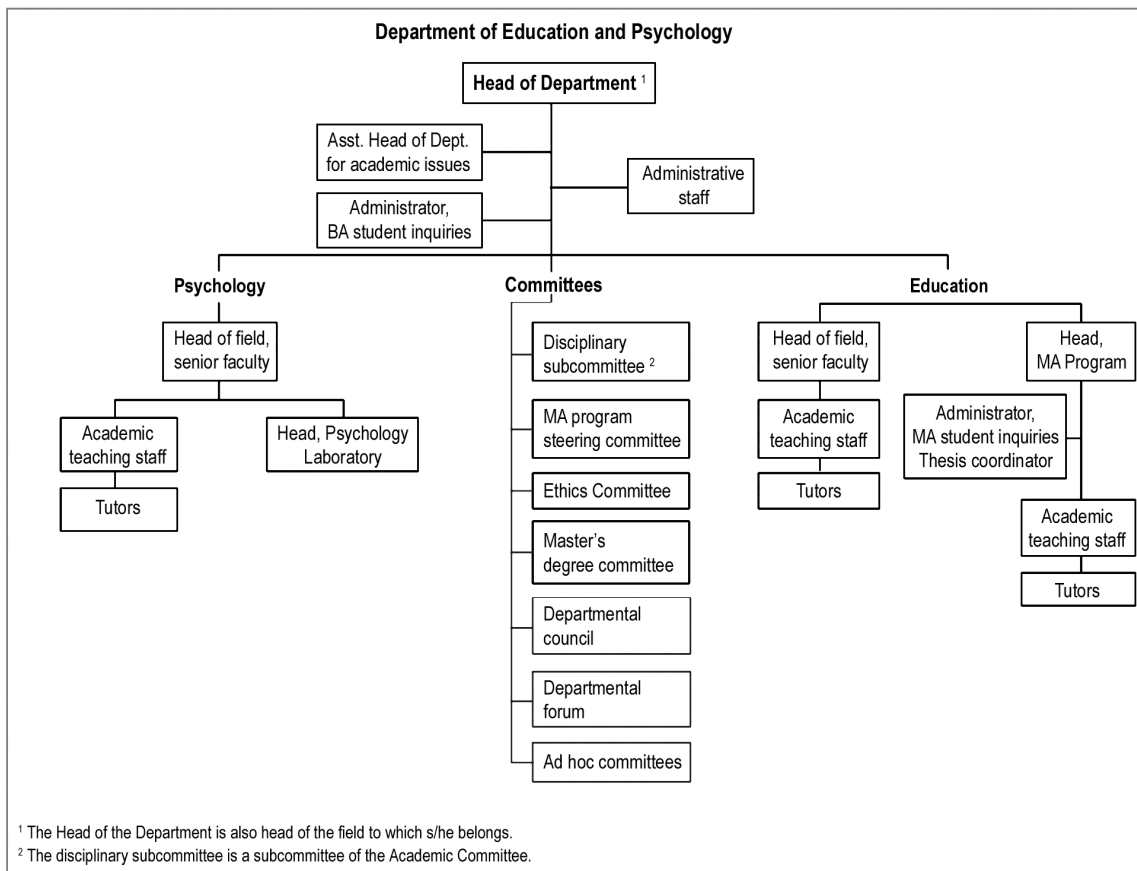 Department of Education and Psychology
Head of Department ¹
Asst. Head of Dept.
for academic issues
Administrative
staff
Administrator,
BA student inquiries
Psychology
Committees
Education
Head of field,
senior faculty
Academic
teaching staff
Tutors
Head, Psychology
Laboratory
Disciplinary
subcommittee ²
MA program
steering committee
Ethics Committee
Master's
degree committee
Departmental
council
Departmental
forum
Ad hoc committees
Head of field,
senior faculty
Academic
teaching staff
Tutors
Head,
MA Program
Administrator,
MA student inquiries
Thesis coordinator
Academic
teaching staff
Tutors
¹ The Head of the Department is also head of the field to which s/he belongs.
² The disciplinary subcommittee is a subcommittee of the Academic Committee.